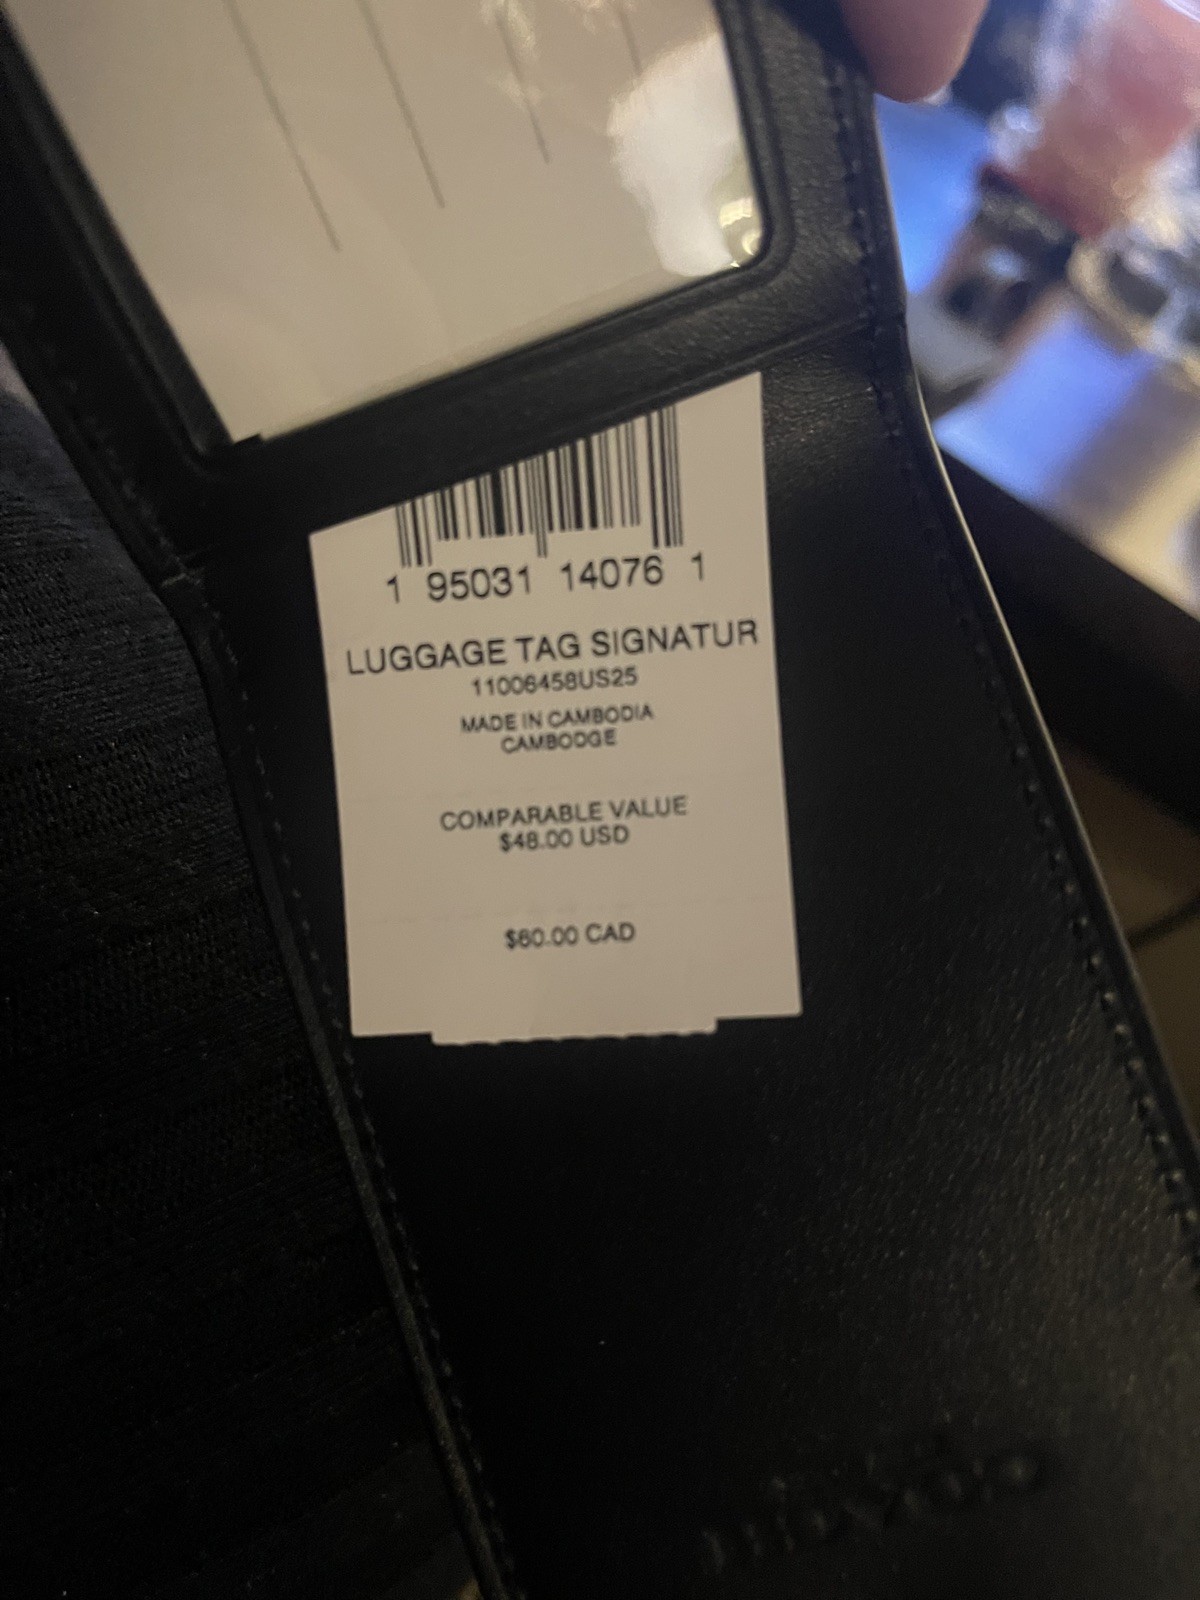 1 95031 14076 1
LUGGAGE TAG SIGNATUR
11006458US25
MADE IN CAMBODIA
CAMBODGE
COMPARABLE VALUE
$48.00 USD
$60.00 CAD